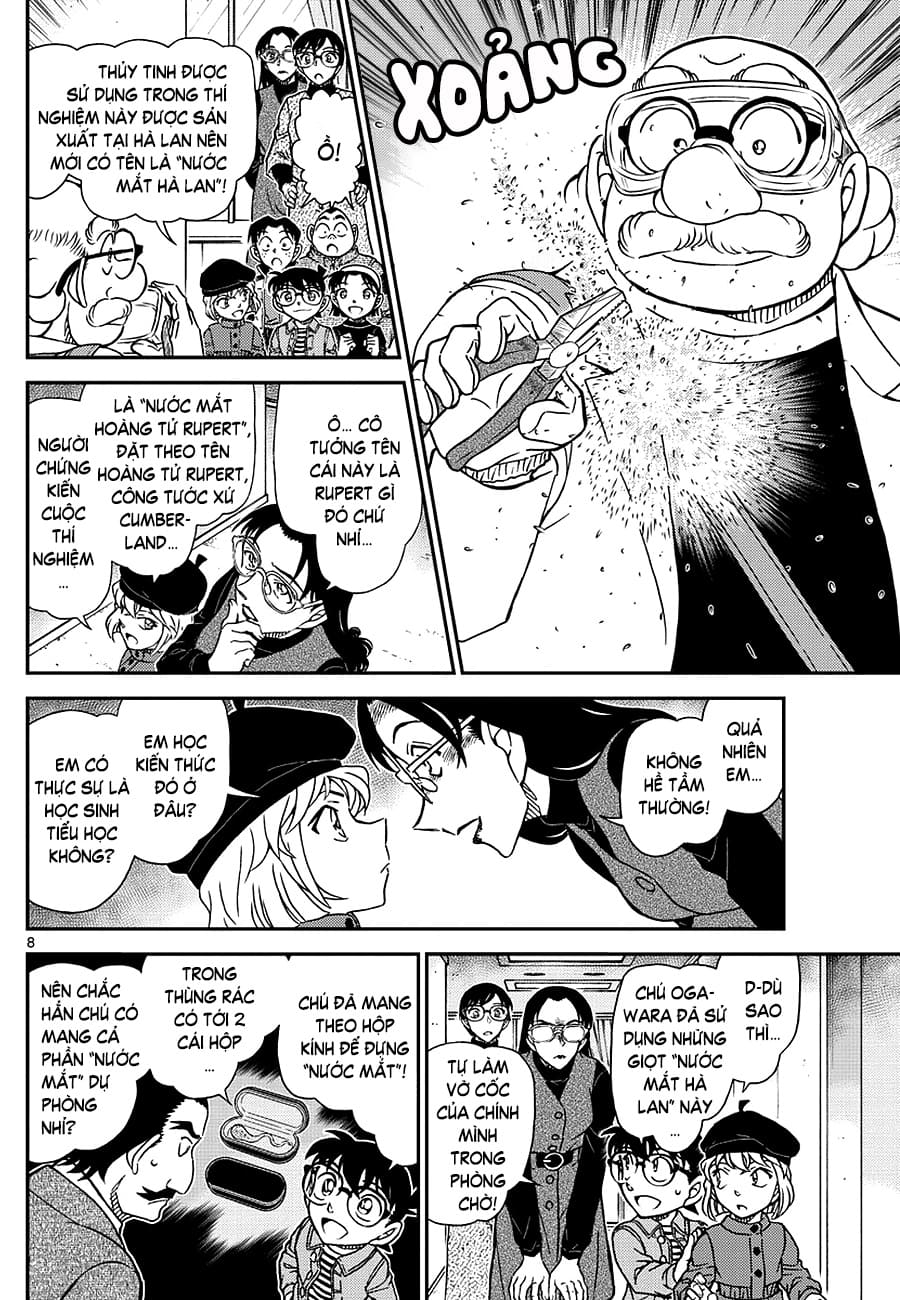 XOẢNG
THỦY TINH ĐƯỢC
SỬ DỤNG TRONG THÍ
NGHIỆM NÀY ĐƯỢC SẢN
XUẤT TẠI HÀ LAN NÊN
MỚI CÓ TÊN LÀ "NƯỚC
MẮT HÀ LAN"!
Ồ!
Ô... CÔ
TƯỞNG TÊN
CÁI NÀY LÀ
RUPERT GÌ
ĐÓ CHỨ
NHỈ...
LÀ "NƯỚC MẮT
HOÀNG TỬ RUPERT",
ĐẶT THEO TÊN
HOÀNG TỬ RUPERT,
CÔNG TƯỚC XỨ
CUMBER-
LAND...
NGƯỜI
CHỨNG
KIẾN
CUỘC
THÍ
NGHIỆM
...
QUẢ
NHIÊN
EM...
KHÔNG
HỀ TẦM
THƯỜNG!
EM HỌC
KIẾN THỨC
ĐÓ Ở
ĐÂU?
EM CÓ
THỰC SỰ LÀ
HỌC SINH
TIỂU HỌC
KHÔNG?
8
D-DÙ
SAO
THÌ...
CHÚ OGA-
WARA ĐÃ SỬ
DỤNG NHỮNG
GIỌT "NƯỚC
MẮT HÀ
LAN" NÀY
...
TỰ LÀM
VỠ CỐC
CỦA CHÍNH
MÌNH
TRONG
PHÒNG
CHỜ!
CHÚ ĐÃ MANG
THEO HỘP
KÍNH ĐỂ ĐỰNG
"NƯỚC MẮT"!
TRONG
THÙNG RÁC
CÓ TỚI 2
CÁI HỘP
...
NÊN CHẮC
HẲN CHÚ CÓ
MANG CẢ
PHẦN "NƯỚC
MẮT" DỰ
PHÒNG
NHỈ?